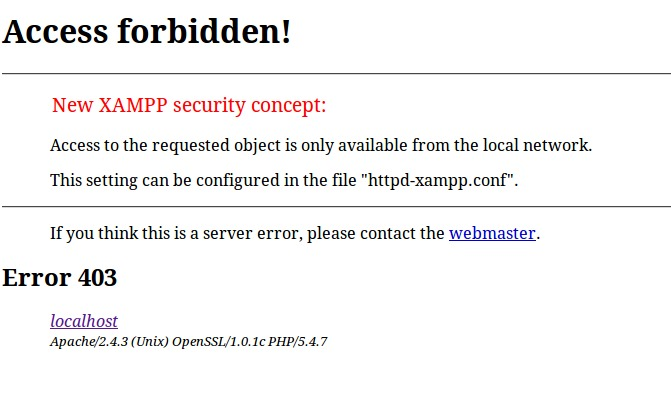 Access forbidden!
New XAMPP security concept:
Access to the requested object is only available from the local network.
This setting can be configured in the file "httpd-xampp.conf".
If you think this is a server error, please contact the webmaster.
Error 403
localhost
Apache/2.4.3 (Unix) OpenSSL/1.0.1c PHP/5.4.7